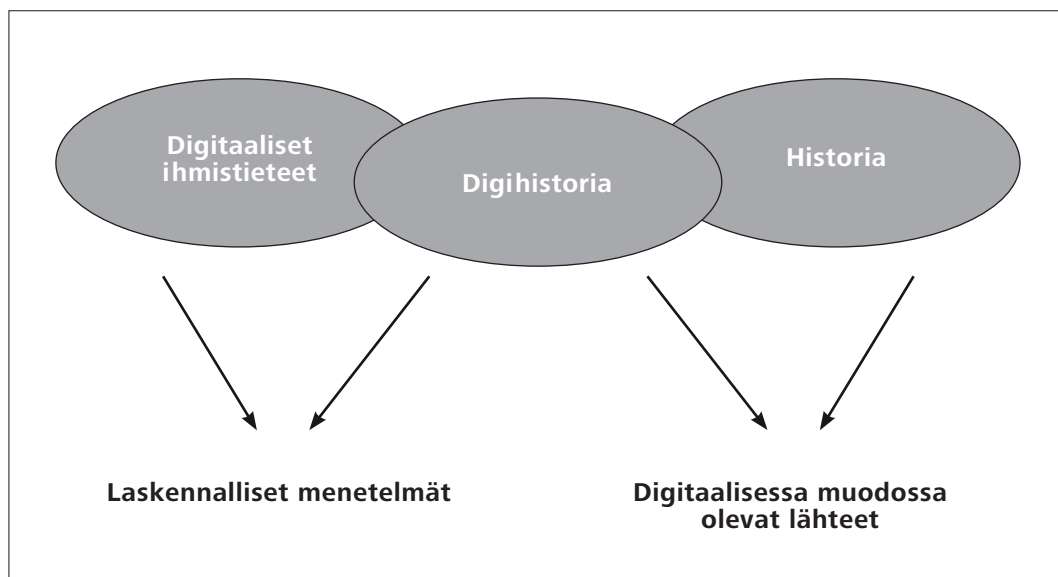 Digitaaliset
ihmistieteet
Digihistoria
Historia
Laskennalliset menetelmät
Digitaalisessa muodossa
olevat lähteet